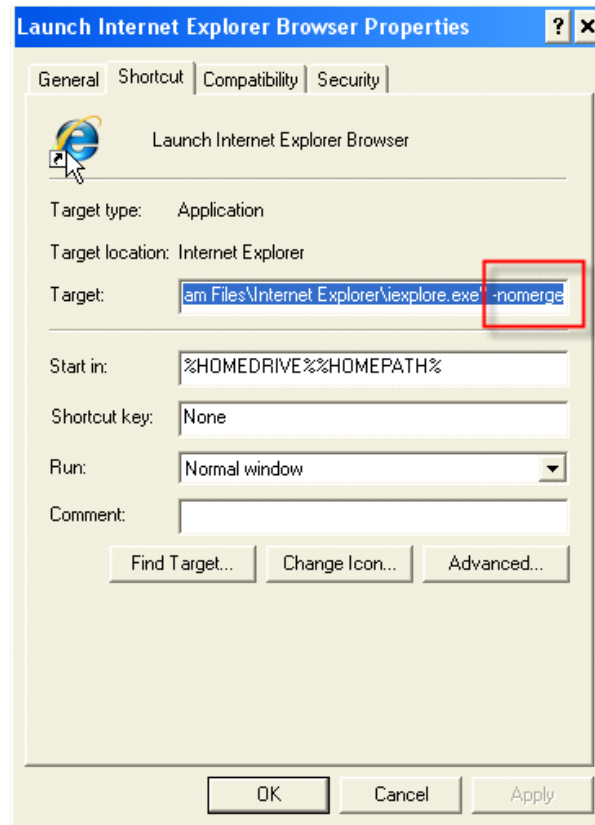 Launch Internet Explorer Browser Properties ?
General Shortcut Compatibility Security
Launch Internet Explorer Browser
Target type: Application
Target location: Internet Explorer
Target: am Files\Internet Explorer\iexplore.exe" -nomerge
Start in: %HOMEDRIVE%%HOMEPATH%
Shortcut key: None
Run: Normal window
Comment:
Find Target... Change Icon... Advanced...
OK Cancel Apply